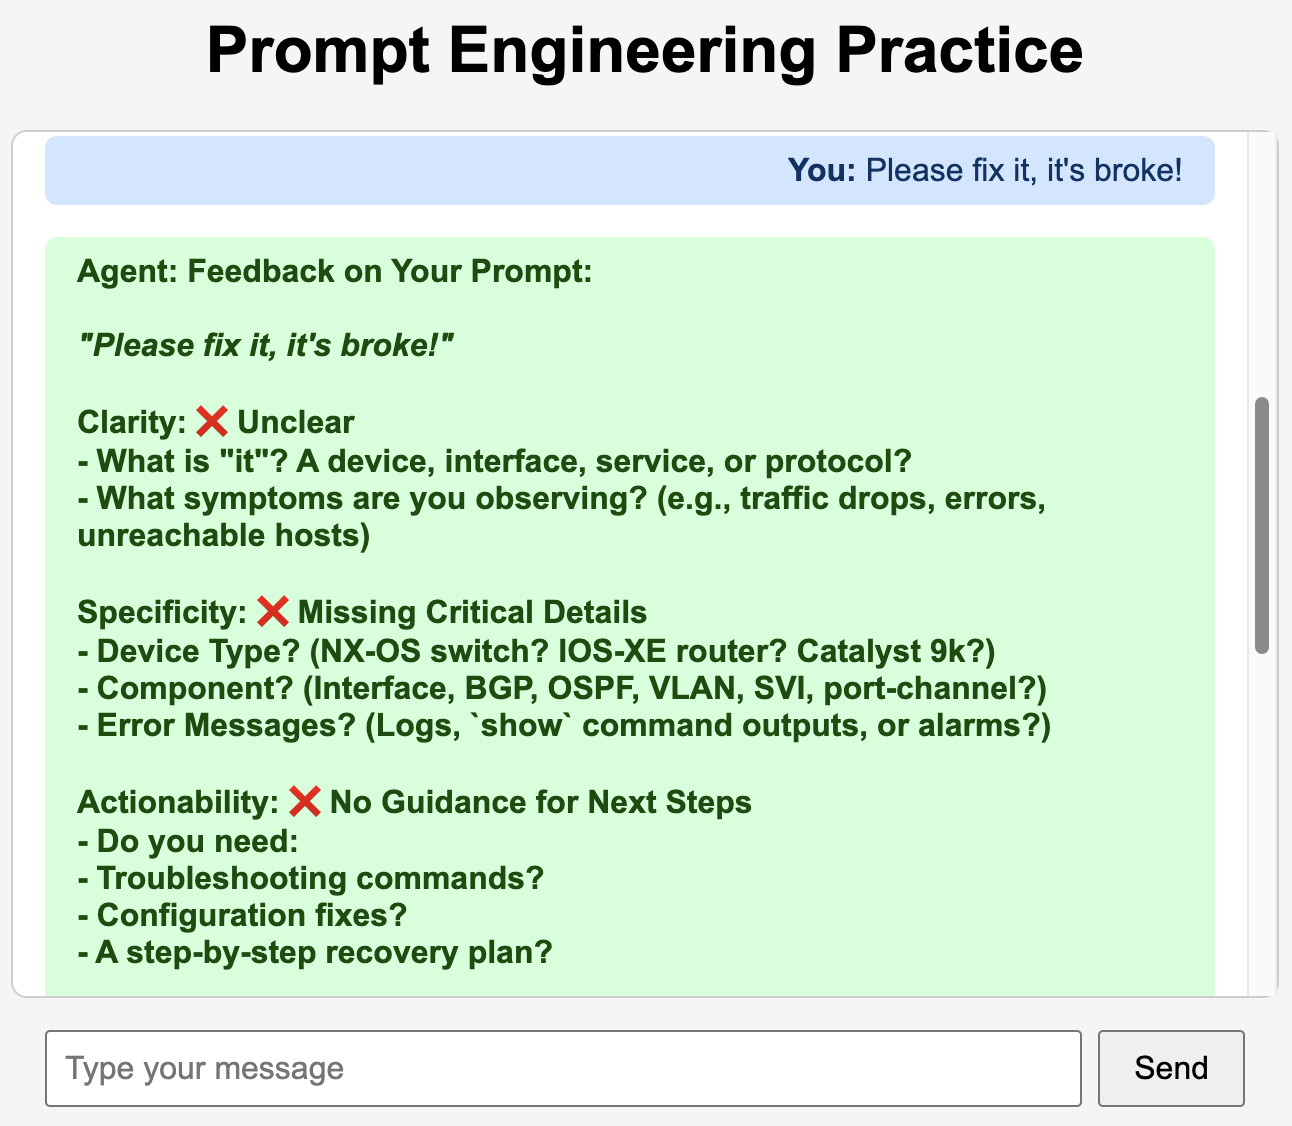 Prompt Engineering Practice
You: Please fix it, it's broke!
Agent: Feedback on Your Prompt:
"Please fix it, it's broke!"
Clarity: ❌ Unclear
- What is "it"? A device, interface, service, or protocol?
- What symptoms are you observing? (e.g., traffic drops, errors,
unreachable hosts)
Specificity: ❌ Missing Critical Details
- Device Type? (NX-OS switch? IOS-XE router? Catalyst 9k?)
- Component? (Interface, BGP, OSPF, VLAN, SVI, port-channel?)
- Error Messages? (Logs, `show` command outputs, or alarms?)
Actionability: ❌ No Guidance for Next Steps
- Do you need:
- Troubleshooting commands?
- Configuration fixes?
- A step-by-step recovery plan?
Type your message
Send